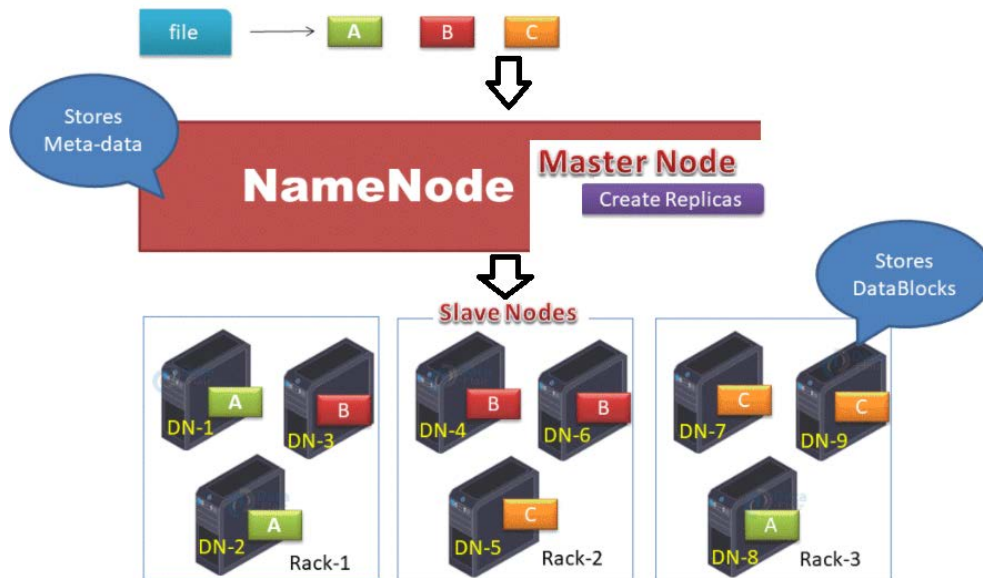 file
A
B
C
Stores
Meta-data
NameNode
Master Node
Create Replicas
Stores
DataBlocks
Slave Nodes
A
DN-1
B
DN-3
A
DN-2
Rack-1
B
DN-4
B
DN-6
C
DN-5
Rack-2
C
DN-7
C
DN-9
A
DN-8
Rack-3